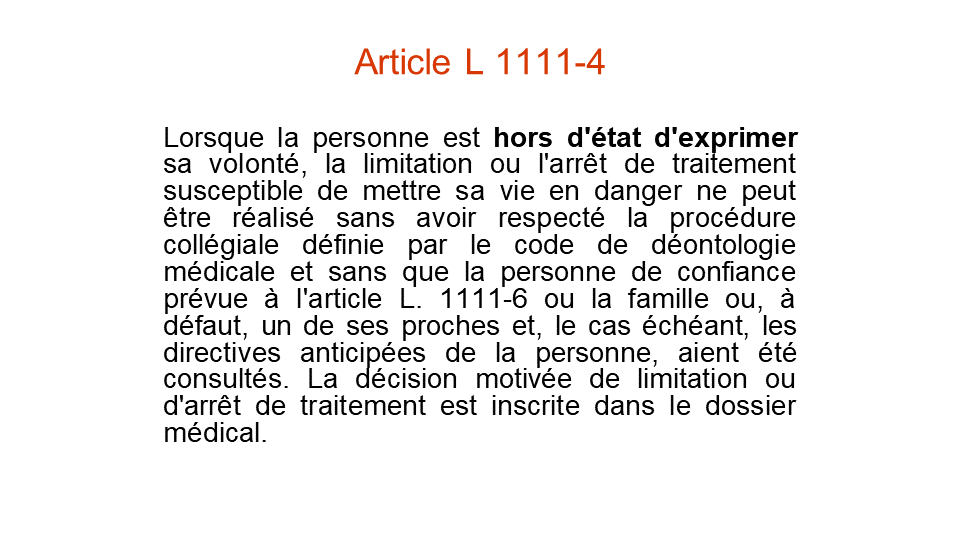 Article L 1111-4
Lorsque la personne est hors d'état d'exprimer
sa volonté, la limitation ou l'arrêt de traitement
susceptible de mettre sa vie en danger ne peut
être réalisé sans avoir respecté la procédure
collégiale définie par le code de déontologie
médicale et sans que la personne de confiance
prévue à l'article L. 1111-6 ou la famille ou, à
défaut, un de ses proches et, le cas échéant, les
directives anticipées de la personne, aient été
consultés. La décision motivée de limitation ou
d'arrêt de traitement est inscrite dans le dossier
médical.